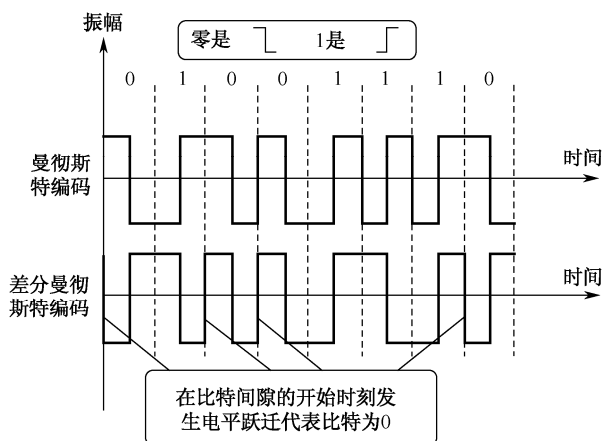 振幅
零是 1是
0 1 0 0 1 1 1 0
曼彻斯
特编码
时间
差分曼彻
斯特编码
时间
在比特间隙的开始时刻发
生电平跃迁代表比特为0